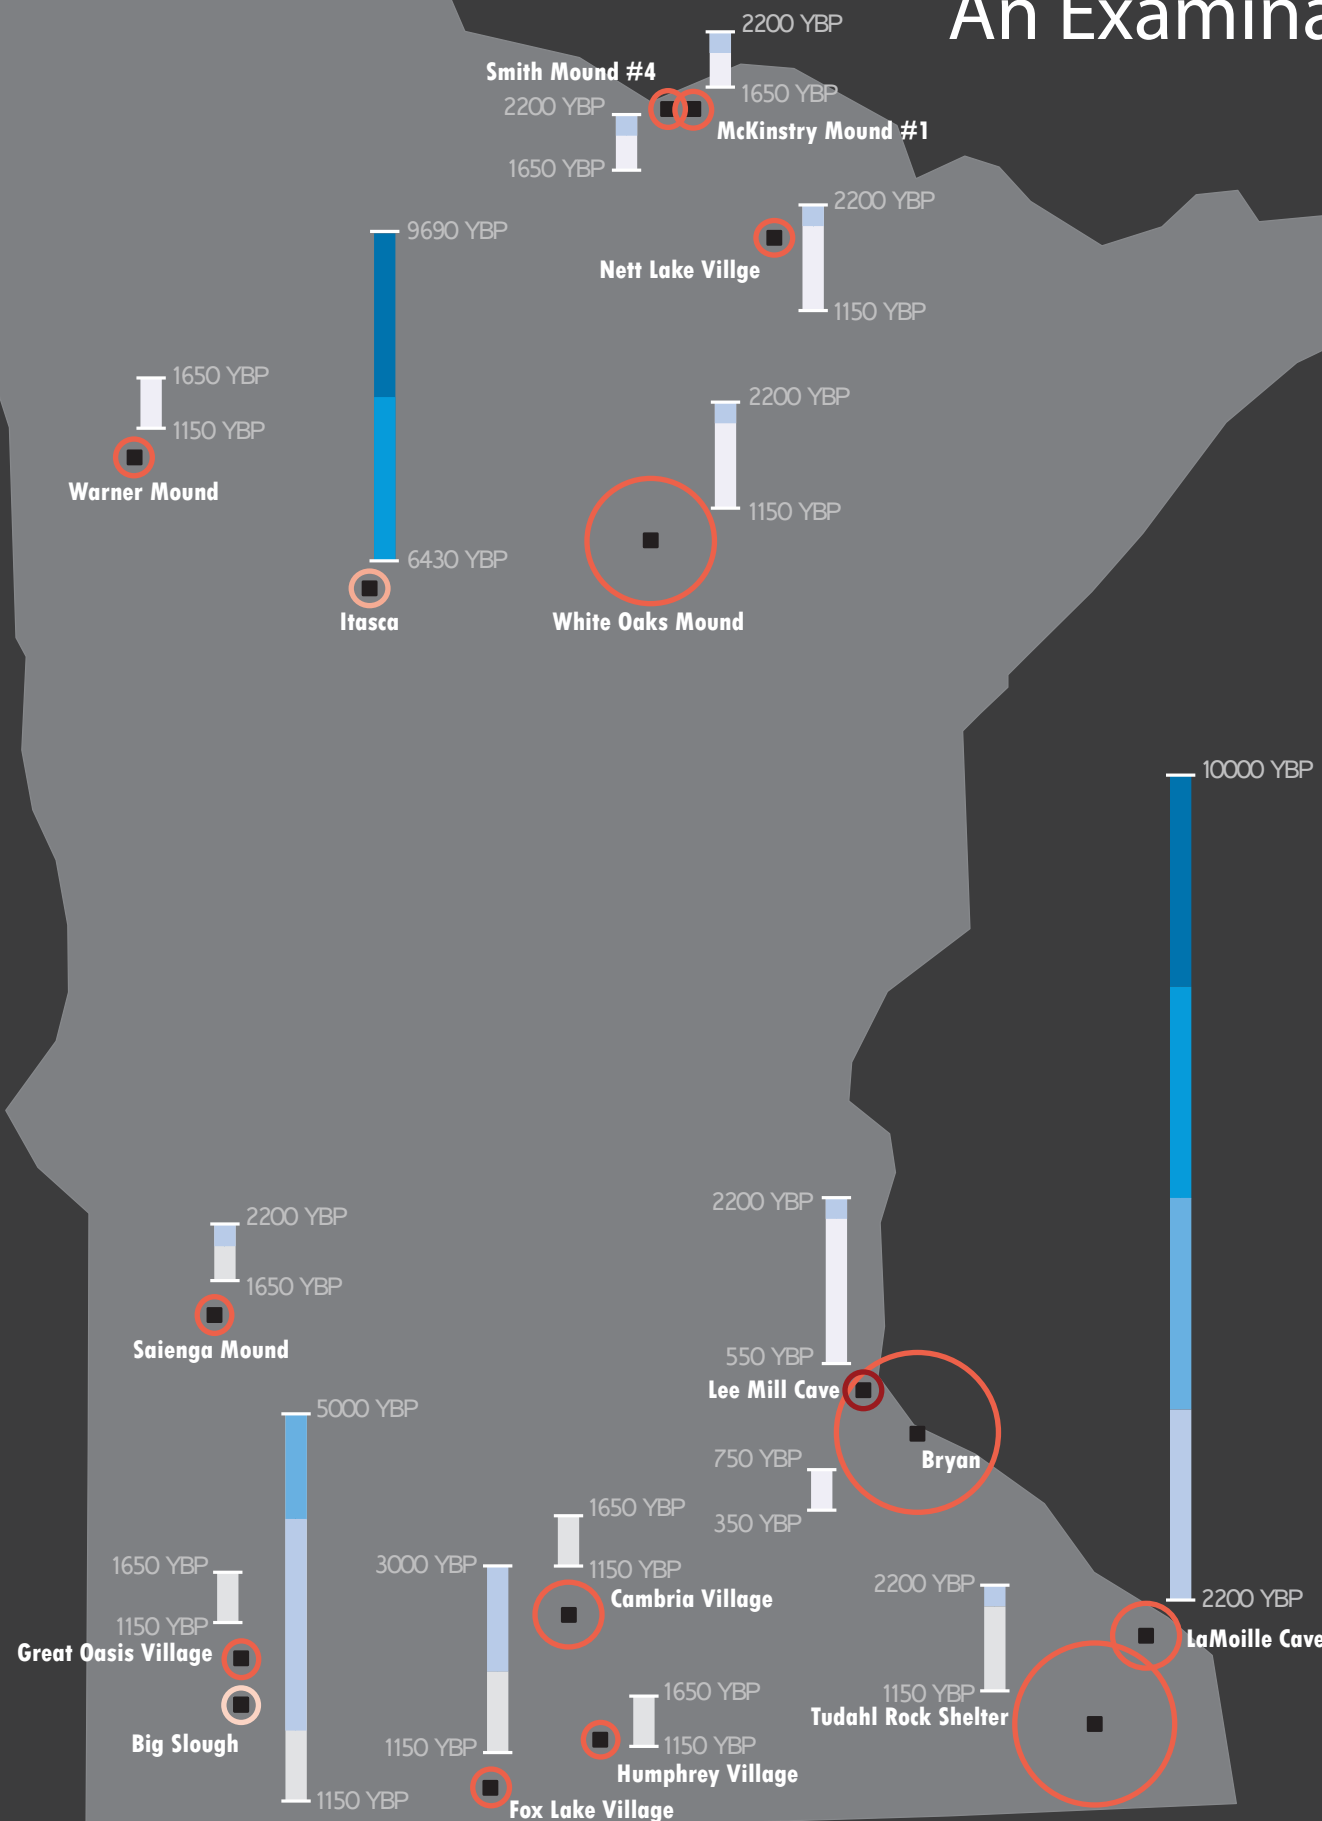 An Examina
2200 YBP
Smith Mound #4
1650 YBP
2200 YBP
McKinstry Mound #1
1650 YBP
2200 YBP
9690 YBP
Nett Lake Villge
1150 YBP
1650 YBP
2200 YBP
1150 YBP
Warner Mound
1150 YBP
6430 YBP
Itasca
White Oaks Mound
10000 YBP
2200 YBP
2200 YBP
1650 YBP
Saienga Mound
550 YBP
Lee Mill Cave
5000 YBP
750 YBP
Bryan
1650 YBP
350 YBP
1650 YBP
3000 YBP
1150 YBP
2200 YBP
Cambria Village
2200 YBP
1150 YBP
Great Oasis Village
LaMoille Cave
1650 YBP
1150 YBP
Tudahl Rock Shelter
Big Slough
1150 YBP
1150 YBP
Humphrey Village
1150 YBP
Fox Lake Village